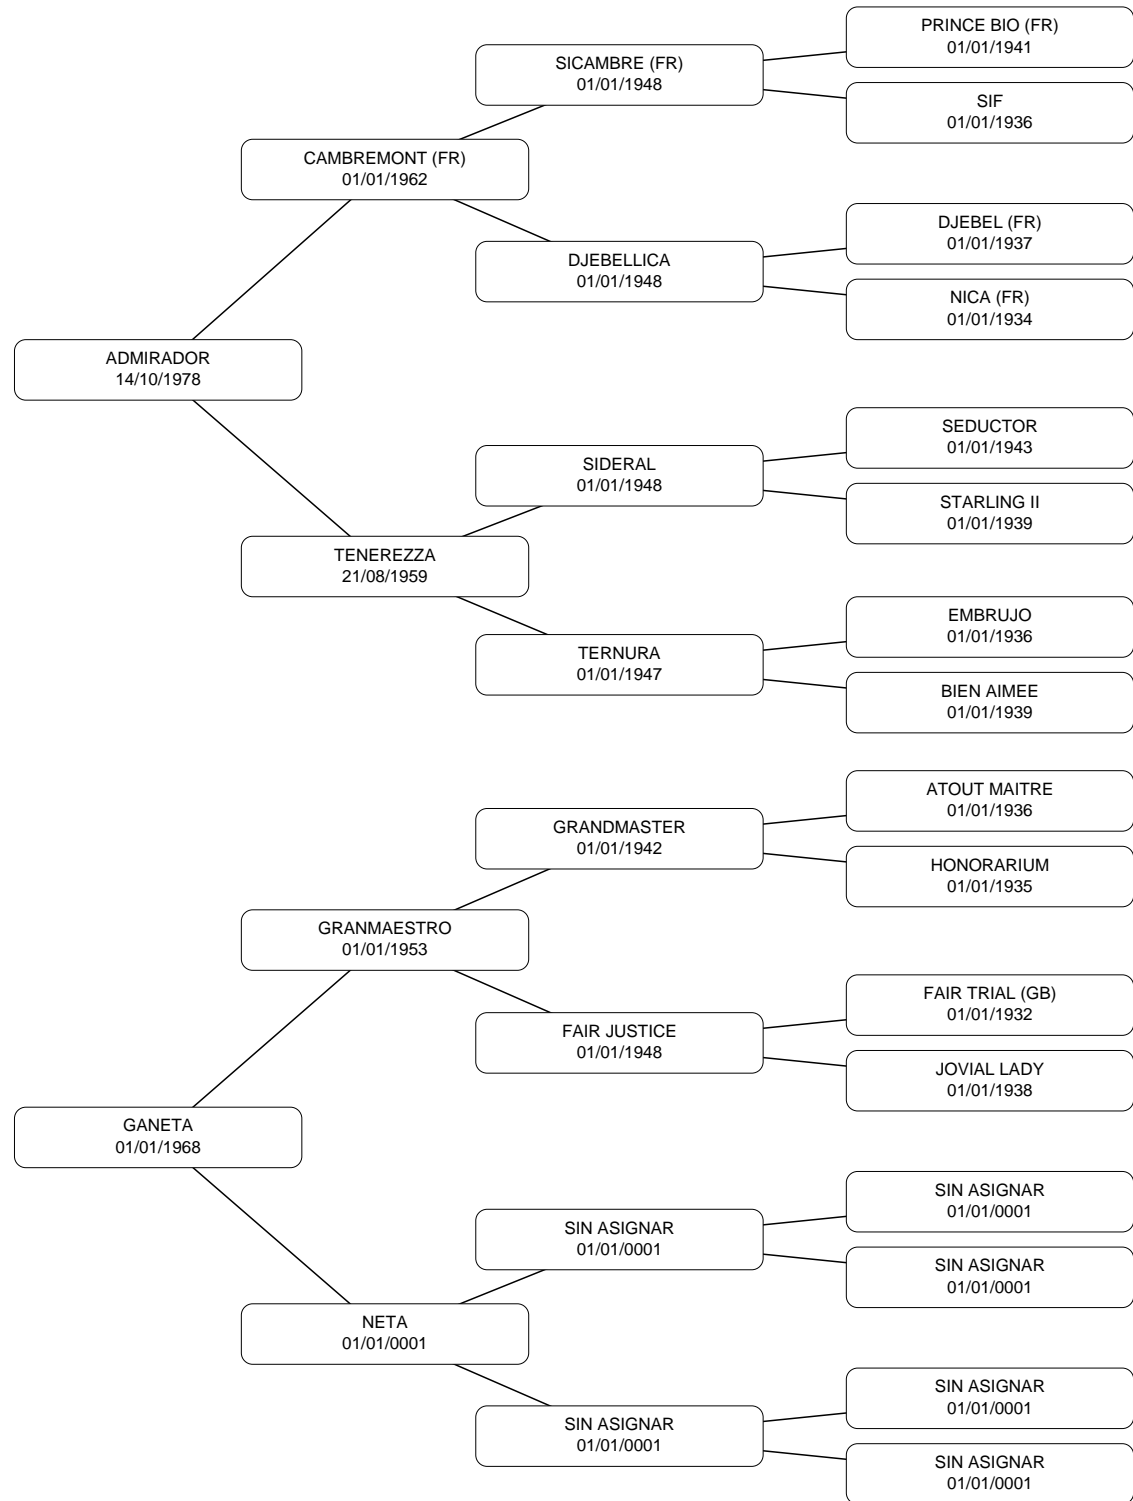 PRINCE BIO (FR)
01/01/1941
SICAMBRE (FR)
01/01/1948
SIF
01/01/1936
CAMBREMONT (FR)
01/01/1962
DJEBEL (FR)
01/01/1937
DJEBELLICA
01/01/1948
NICA (FR)
01/01/1934
ADMIRADOR
14/10/1978
SEDUCTOR
01/01/1943
SIDERAL
01/01/1948
STARLING II
01/01/1939
TENEREZZA
21/08/1959
EMBRUJO
01/01/1936
TERNURA
01/01/1947
BIEN AIMEE
01/01/1939
ATOUT MAITRE
01/01/1936
GRANDMASTER
01/01/1942
HONORARIUM
01/01/1935
GRANMAESTRO
01/01/1953
FAIR TRIAL (GB)
01/01/1932
FAIR JUSTICE
01/01/1948
JOVIAL LADY
01/01/1938
GANETA
01/01/1968
SIN ASIGNAR
01/01/0001
SIN ASIGNAR
01/01/0001
SIN ASIGNAR
01/01/0001
NETA
01/01/0001
SIN ASIGNAR
01/01/0001
SIN ASIGNAR
01/01/0001
SIN ASIGNAR
01/01/0001